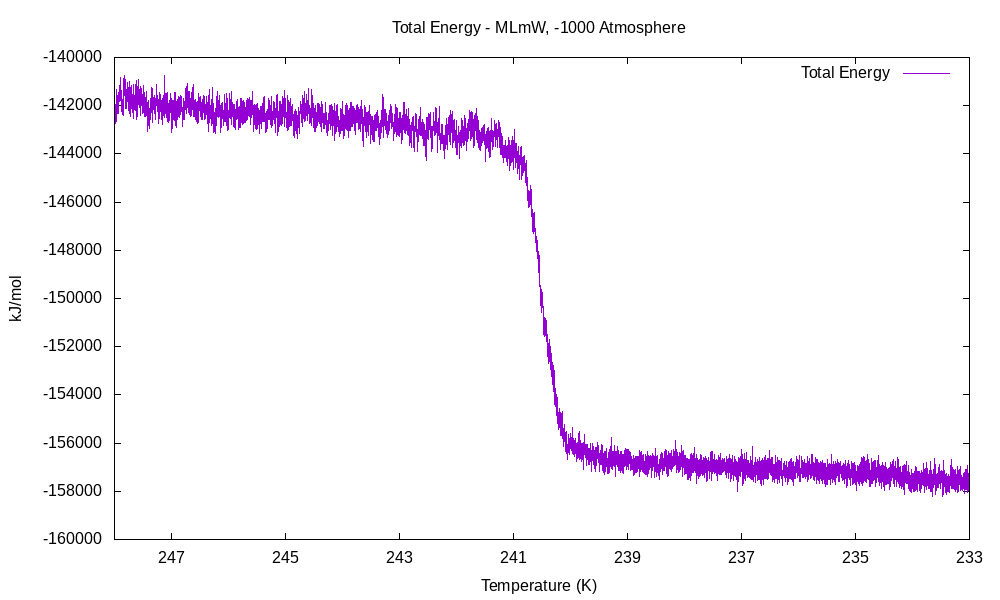 Total Energy - MLmW, -1000 Atmosphere
Total Energy
-140000
-142000
-144000
-146000
-148000
-150000
-152000
-154000
-156000
-158000
-160000
kJ/mol
247 245 243 241 239 237 235 233
Temperature (K)